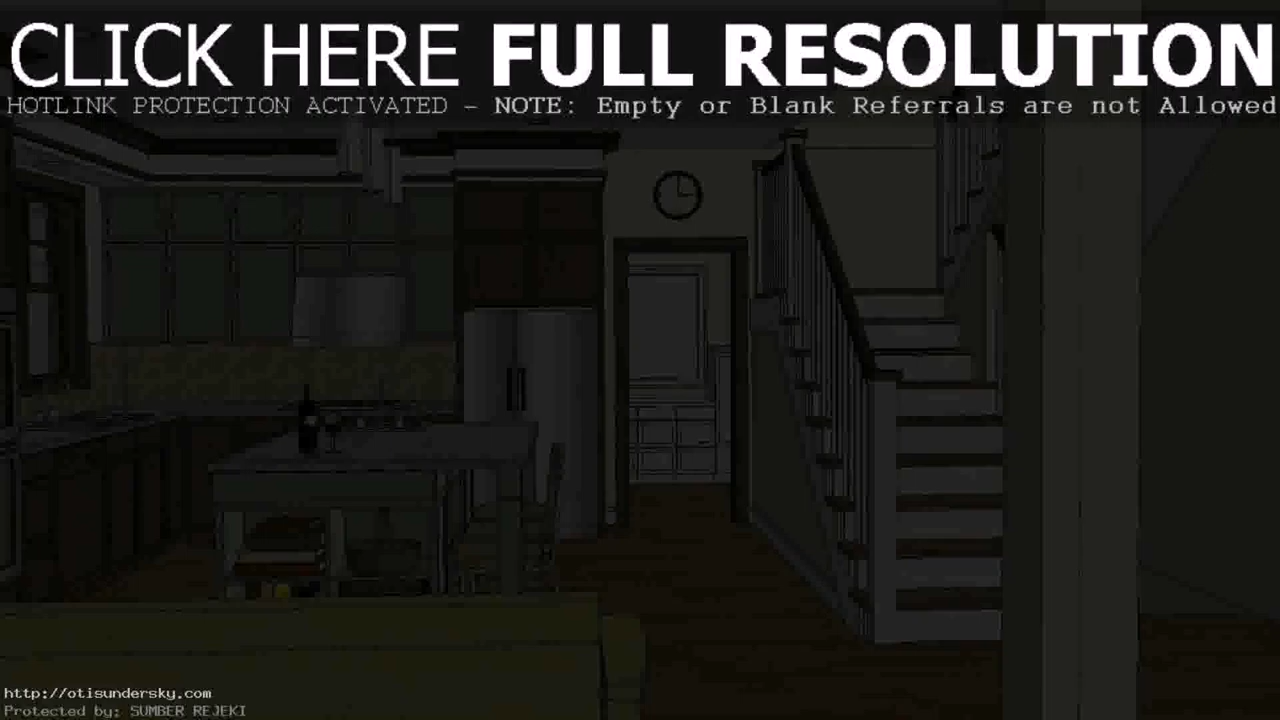 CLICK HERE FULL RESOLUTION
HOTLINK PROTECTION ACTIVATED - NOTE: Empty or Blank Referrals are not Allowed
http://otisundersky.com
Protected by: SUMBER REJEKI